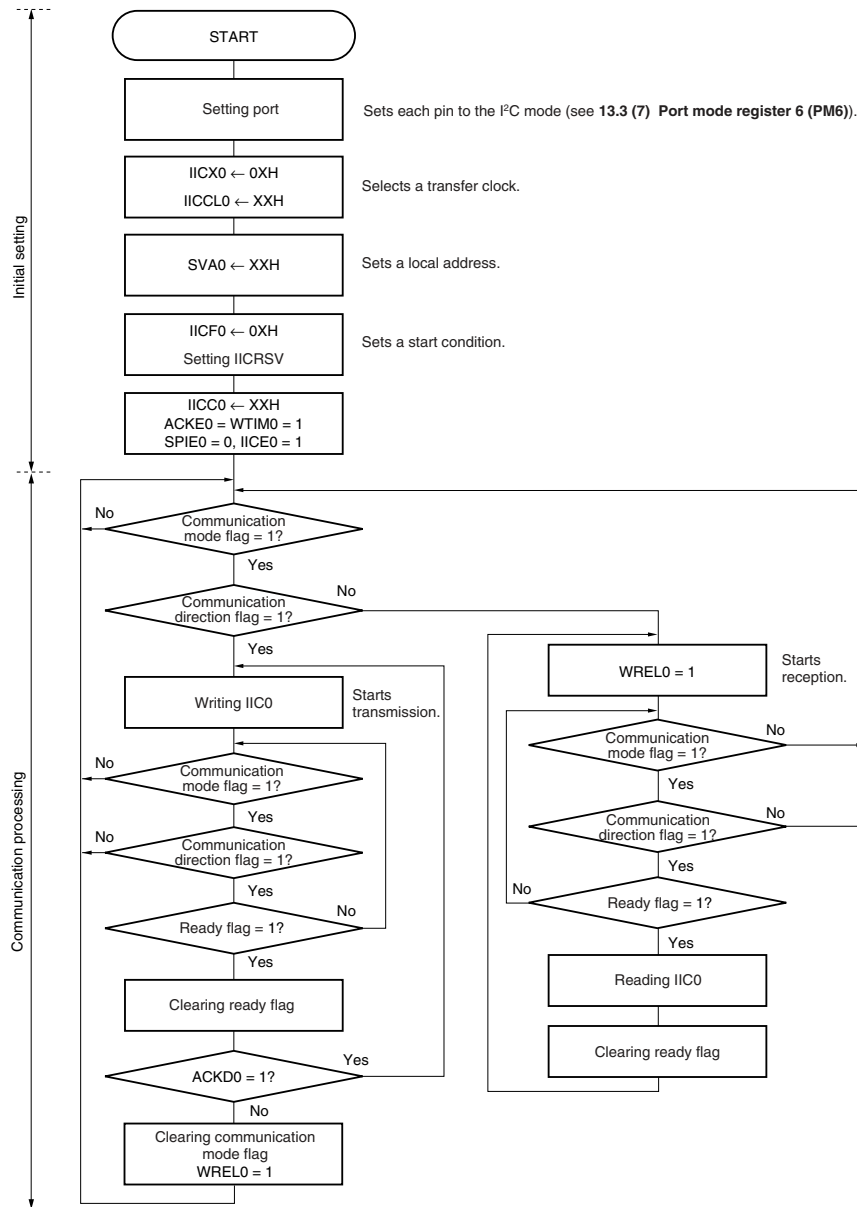 START
Setting port
Sets each pin to the I²C mode (see 13.3 (7) Port mode register 6 (PM6)).
IICX0 ← 0XH
IICCL0 ← XXH
Selects a transfer clock.
SVA0 ← XXH
Sets a local address.
IICF0 ← 0XH
Setting IICRSV
Sets a start condition.
IICC0 ← XXH
ACKE0 = WTIM0 = 1
SPIE0 = 0, IICE0 = 1
Initial setting
Communication processing
No
Communication
mode flag = 1?
Yes
No
Communication
direction flag = 1?
Yes
Writing IIC0
Starts
transmission.
No
Communication
mode flag = 1?
Yes
No
Communication
direction flag = 1?
Yes
No
Ready flag = 1?
Yes
Clearing ready flag
Yes
ACKD0 = 1?
No
Clearing communication
mode flag
WREL0 = 1
WREL0 = 1
Starts
reception.
No
Communication
mode flag = 1?
Yes
No
Communication
direction flag = 1?
Yes
No
Ready flag = 1?
Yes
Reading IIC0
Clearing ready flag